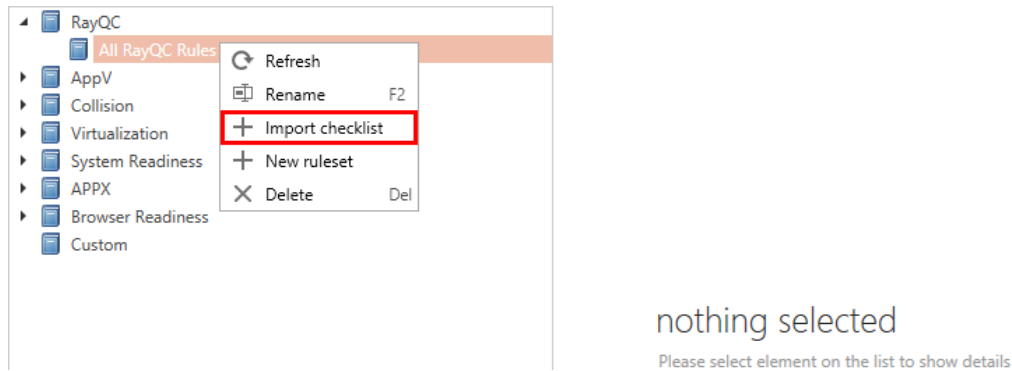 RayQC
All RayQC Rules
Refresh
AppV
Rename F2
Collision
Import checklist
Virtualization
System Readiness
New ruleset
APPX
Delete Del
Browser Readiness
Custom
nothing selected
Please select element on the list to show details